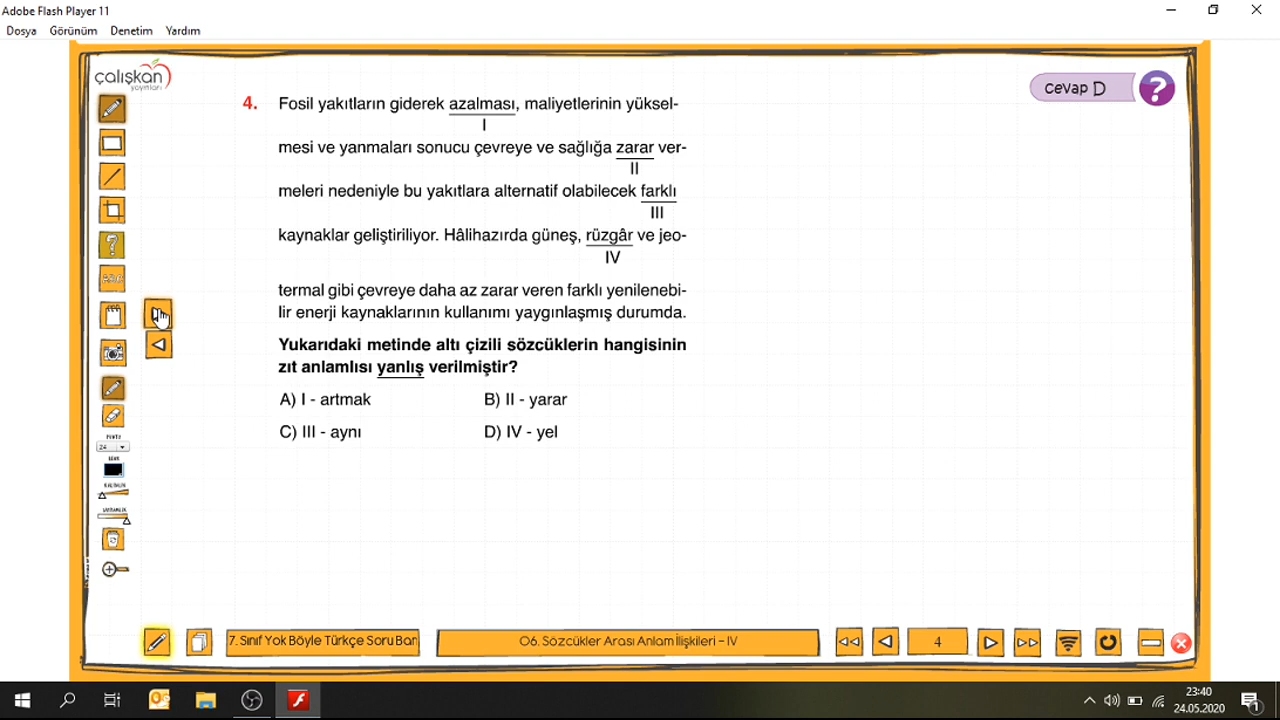 Adobe Flash Player 11
Dosya Görünüm Denetim Yardım
çalışkan
yayınları
cevap D
?
4. Fosil yakıtların giderek azalması, maliyetlerinin yüksel-
I
mesi ve yanmaları sonucu çevreye ve sağlığa zarar ver-
II
meleri nedeniyle bu yakıtlara alternatif olabilecek farklı
III
kaynaklar geliştiriliyor. Hâlihazırda güneş, rüzgâr ve jeo-
IV
termal gibi çevreye daha az zarar veren farklı yenilenebi-
lir enerji kaynaklarının kullanımı yaygınlaşmış durumda.
Yukarıdaki metinde altı çizili sözcüklerin hangisinin
zıt anlamlısı yanlış verilmiştir?
A) I - artmak B) II - yarar
C) III - aynı D) IV - yel
24
7. Sınıf Yok Böyle Türkçe Soru Ban
06. Sözcükler Arası Anlam İlişkileri – IV
4
23:40
24.05.2020
1